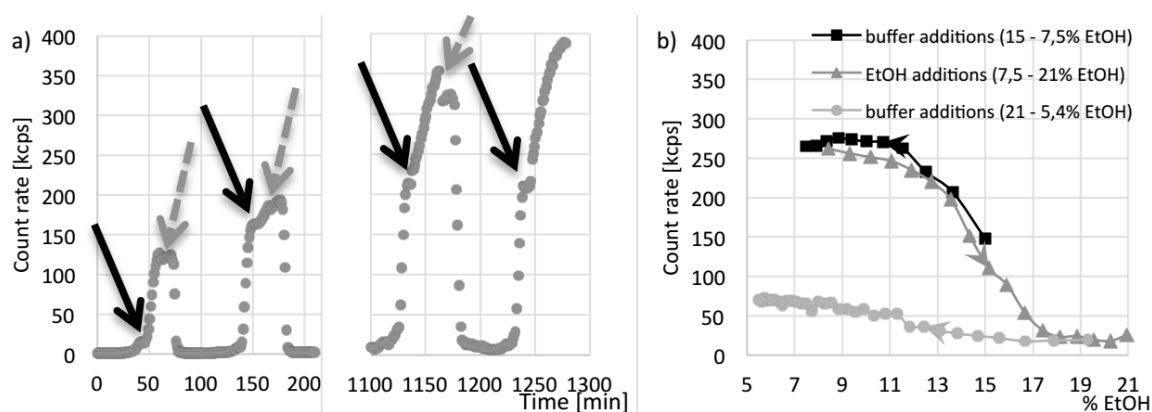 a)
Count rate [kcps]
400
350
300
250
200
150
100
50
0
0 50 100 150 200
1100 1150 1200 1250 1300
Time [min]
b)
buffer additions (15 - 7,5% EtOH)
EtOH additions (7,5 - 21% EtOH)
buffer additions (21 - 5,4% EtOH)
Count rate [kcps]
400
350
300
250
200
150
100
50
0
5 7 9 11 13 15 17 19 21
% EtOH